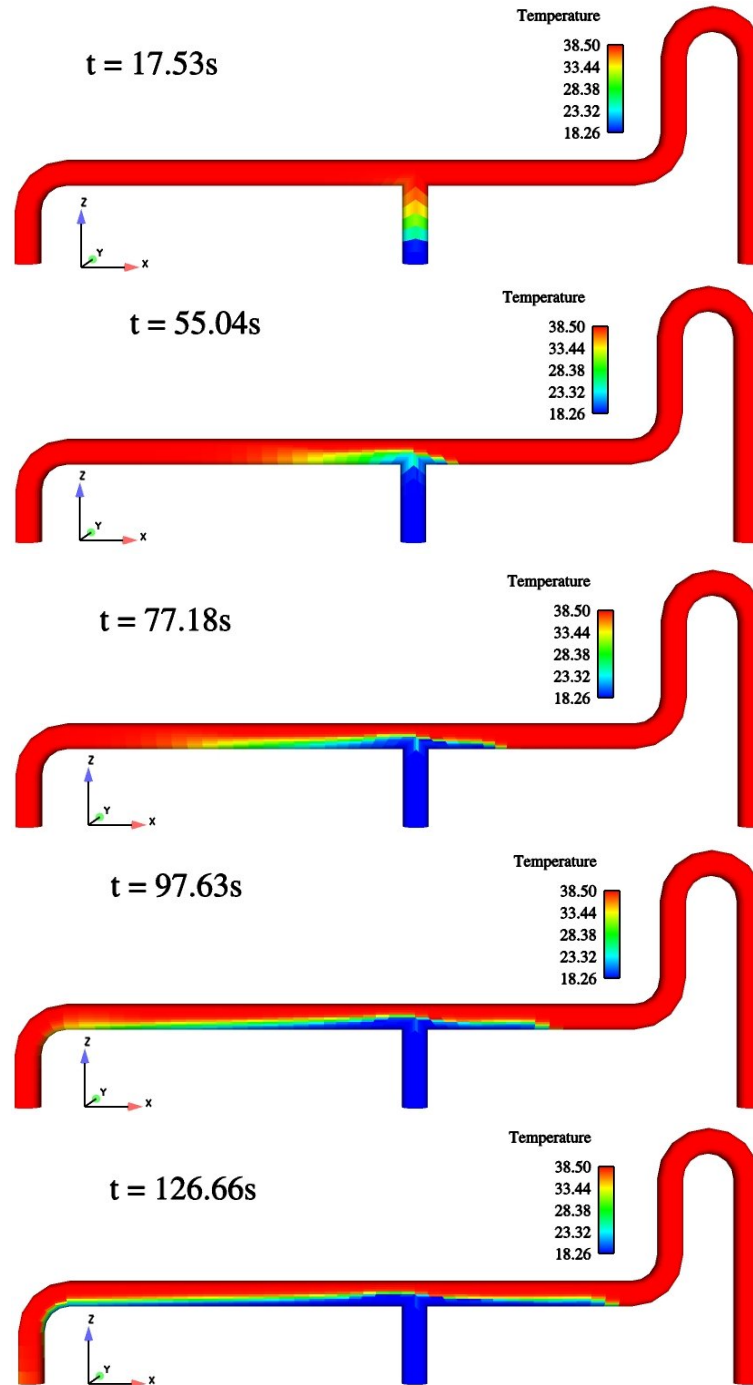 Temperature
t = 17.53s
38.50
33.44
28.38
23.32
18.26
Z
Y
X
Temperature
t = 55.04s
38.50
33.44
28.38
23.32
18.26
Z
Y
X
Temperature
t = 77.18s
38.50
33.44
28.38
23.32
18.26
Z
Y
X
Temperature
t = 97.63s
38.50
33.44
28.38
23.32
18.26
Z
Y
X
Temperature
t = 126.66s
38.50
33.44
28.38
23.32
18.26
Z
Y
X